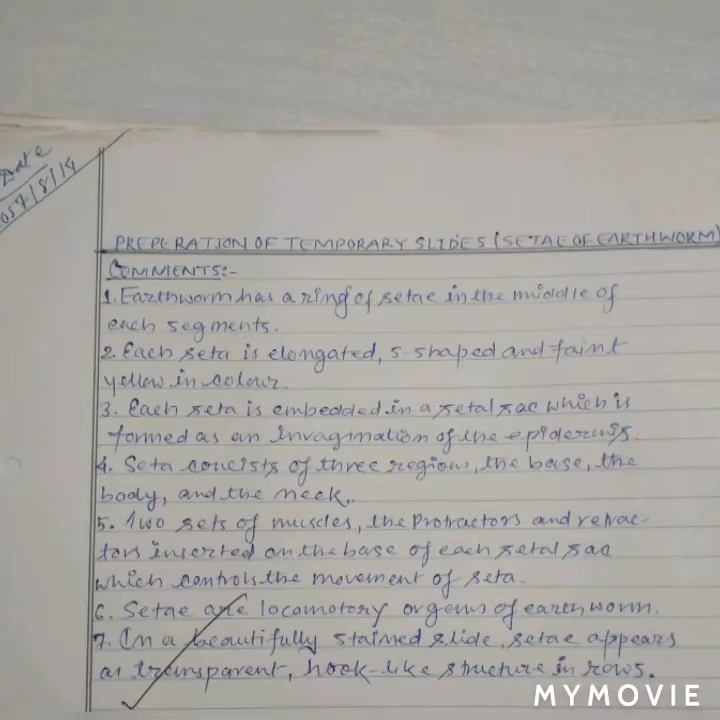 Date
2057/8/14
PREPERATION OF TEMPORARY SLIDES (SETAE OF EARTHWORM)
COMMENTS:-
1. Earthworm has a ring of setae in the middle of
each segments.
2. Each seta is elongated, S-shaped and faint
yellow in colour.
3. Each seta is embedded in a setal sac which is
formed as an invagination of the epidermis.
4. Seta concists of three regions, the base, the
body, and the neck..
5. Two sets of muscles, the protractors and retrac-
tors inserted on the base of each setal sac
which controls the movement of seta.
6. Setae are locomotory organs of earthworm.
7. In a beautifully stained slide, setae appears
as transparent, hook-like structure in rows.
MYMOVIE